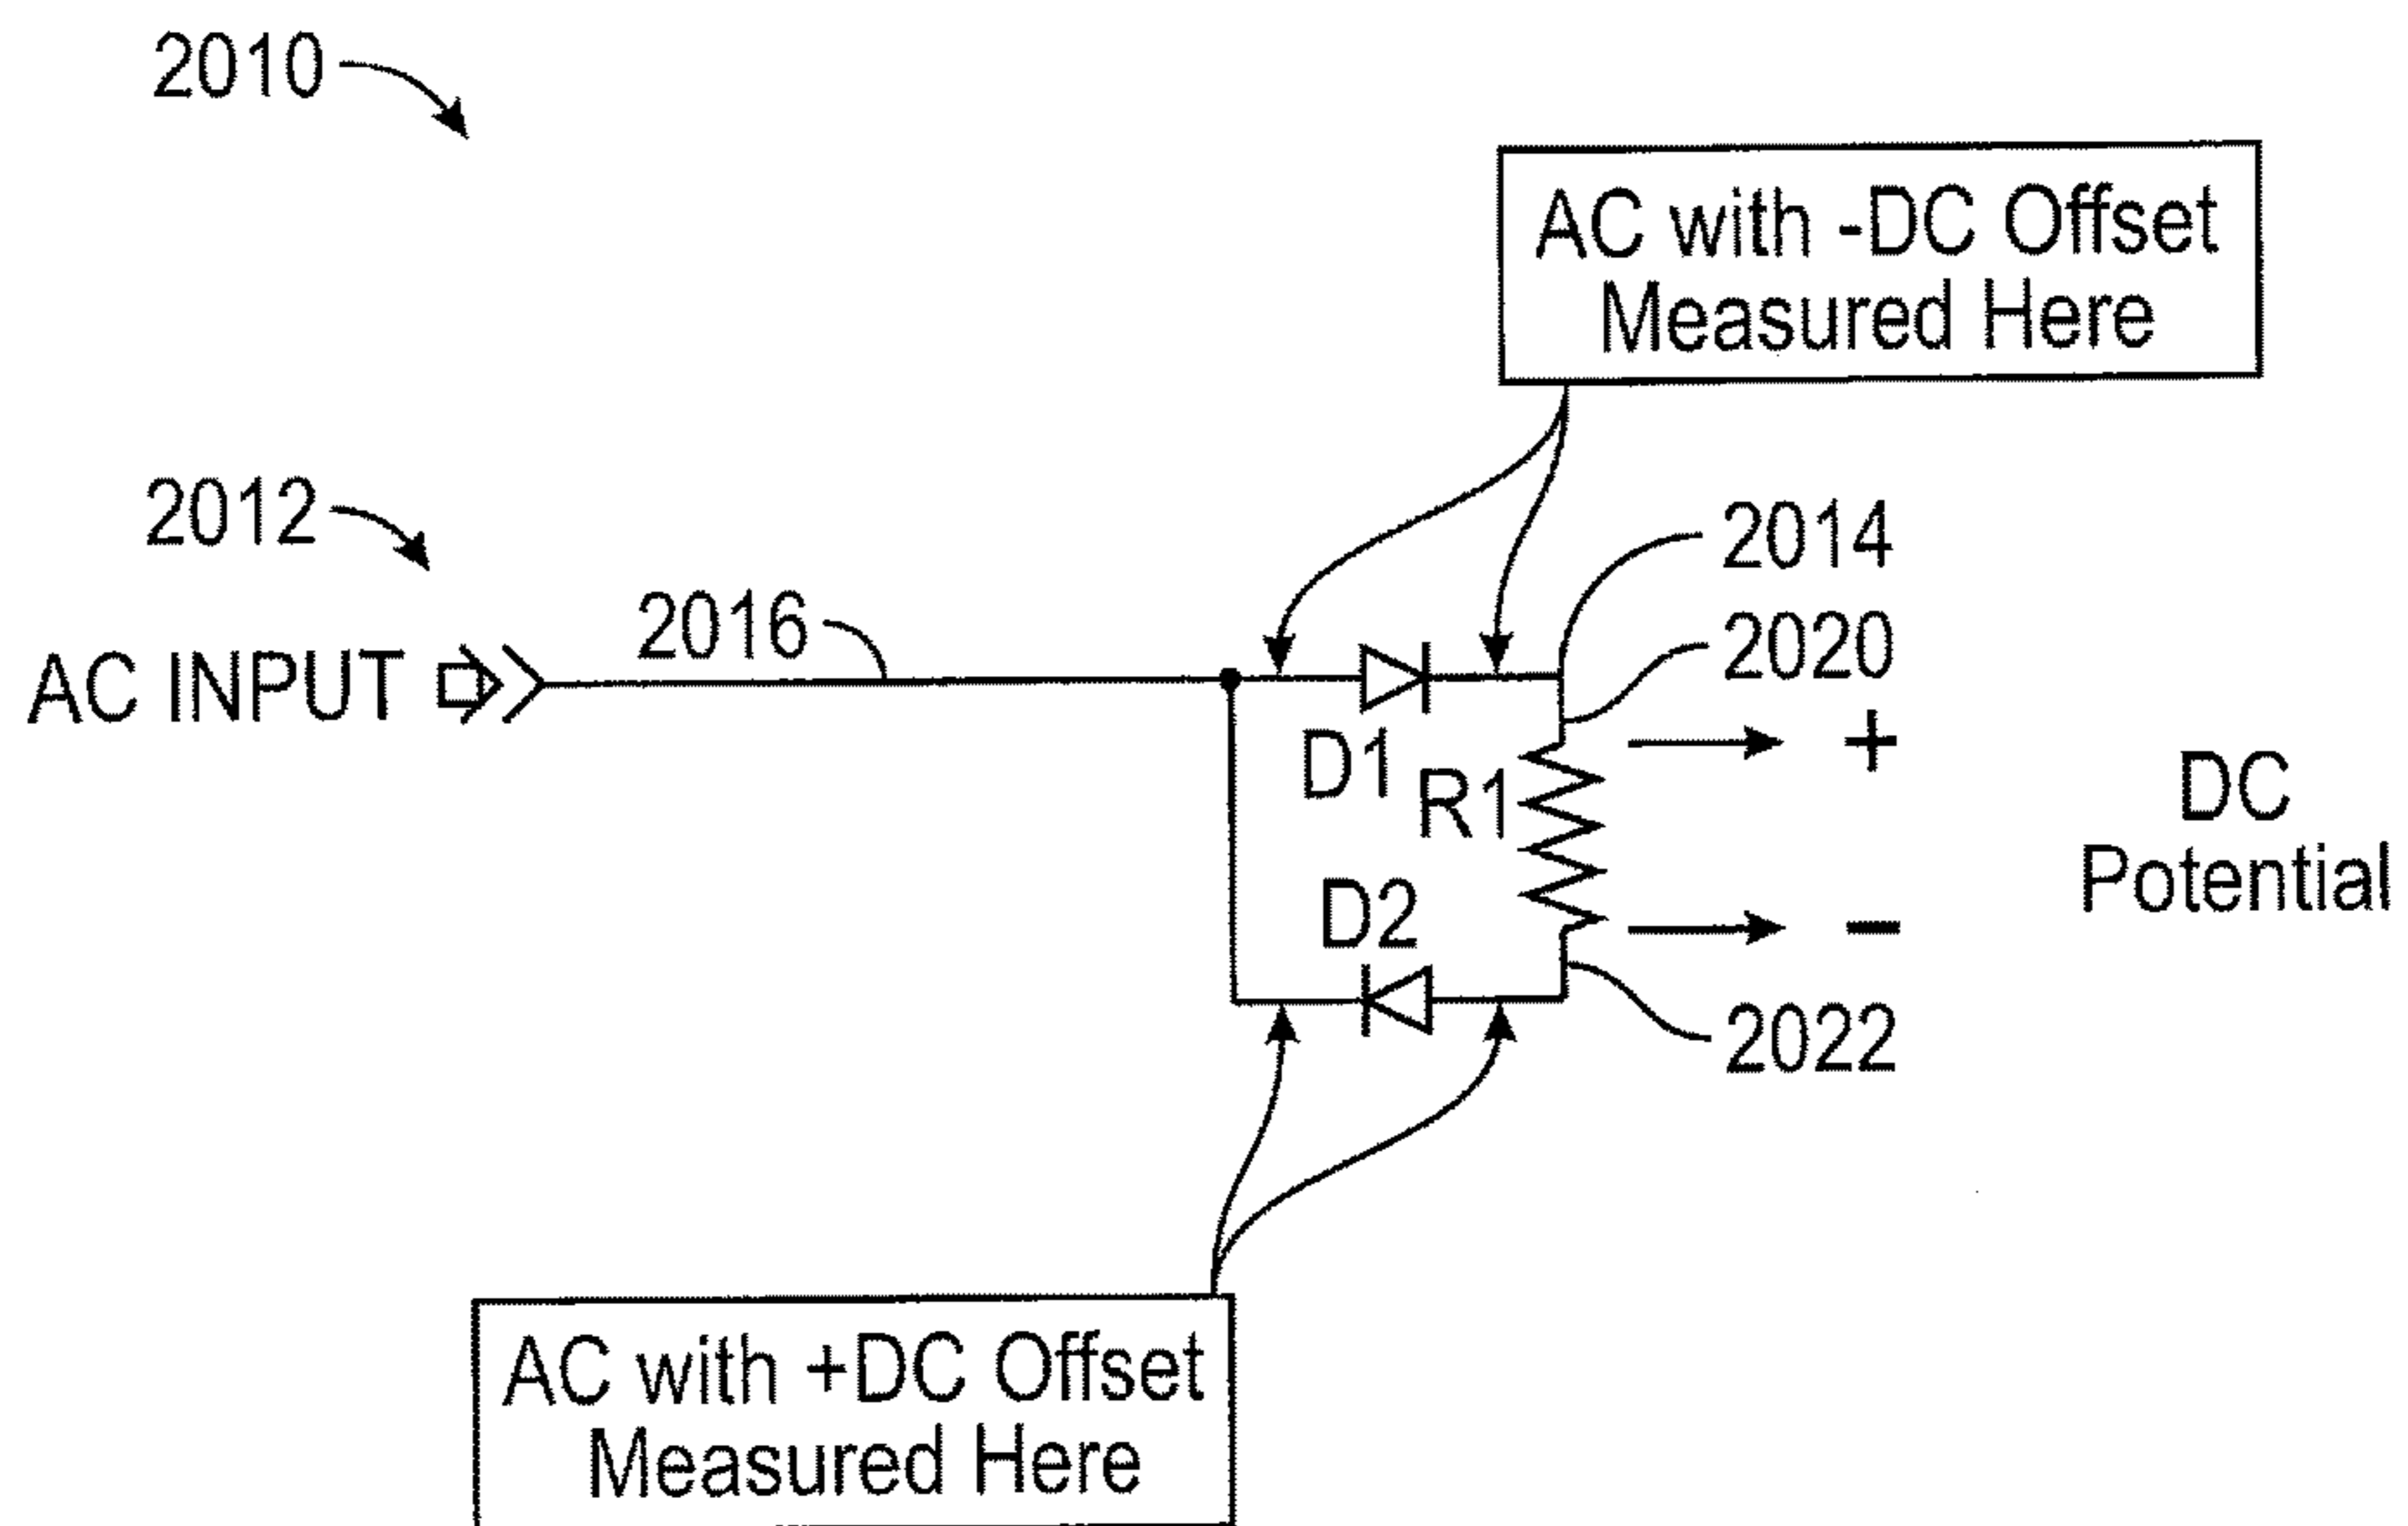 2010
AC with -DC Offset
Measured Here
2012
2014
2016
2020
AC INPUT
D1
+
R1
DC
Potential
D2
−
2022
AC with +DC Offset
Measured Here